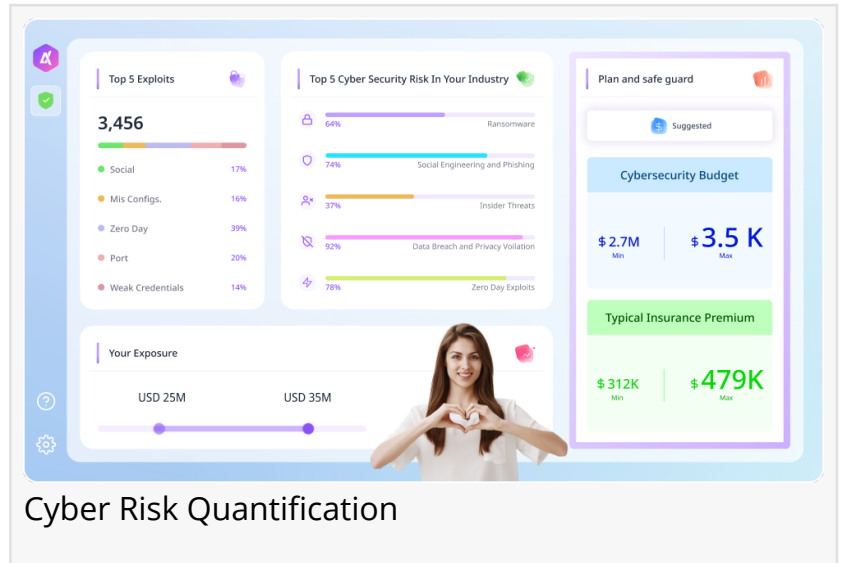 Top 5 Exploits
3,456
Social 17%
Mis Configs. 16%
Zero Day 39%
Port 20%
Weak Credentials 14%
Top 5 Cyber Security Risk In Your Industry
64% Ransomware
74% Social Engineering and Phishing
37% Insider Threats
92% Data Breach and Privacy Voilation
78% Zero Day Exploits
Your Exposure
USD 25M USD 35M
Plan and safe guard
$ Suggested
Cybersecurity Budget
$ 2.7M $ 3.5 K
Min Max
Typical Insurance Premium
$ 312K $ 479K
Min Max
?
Cyber Risk Quantification